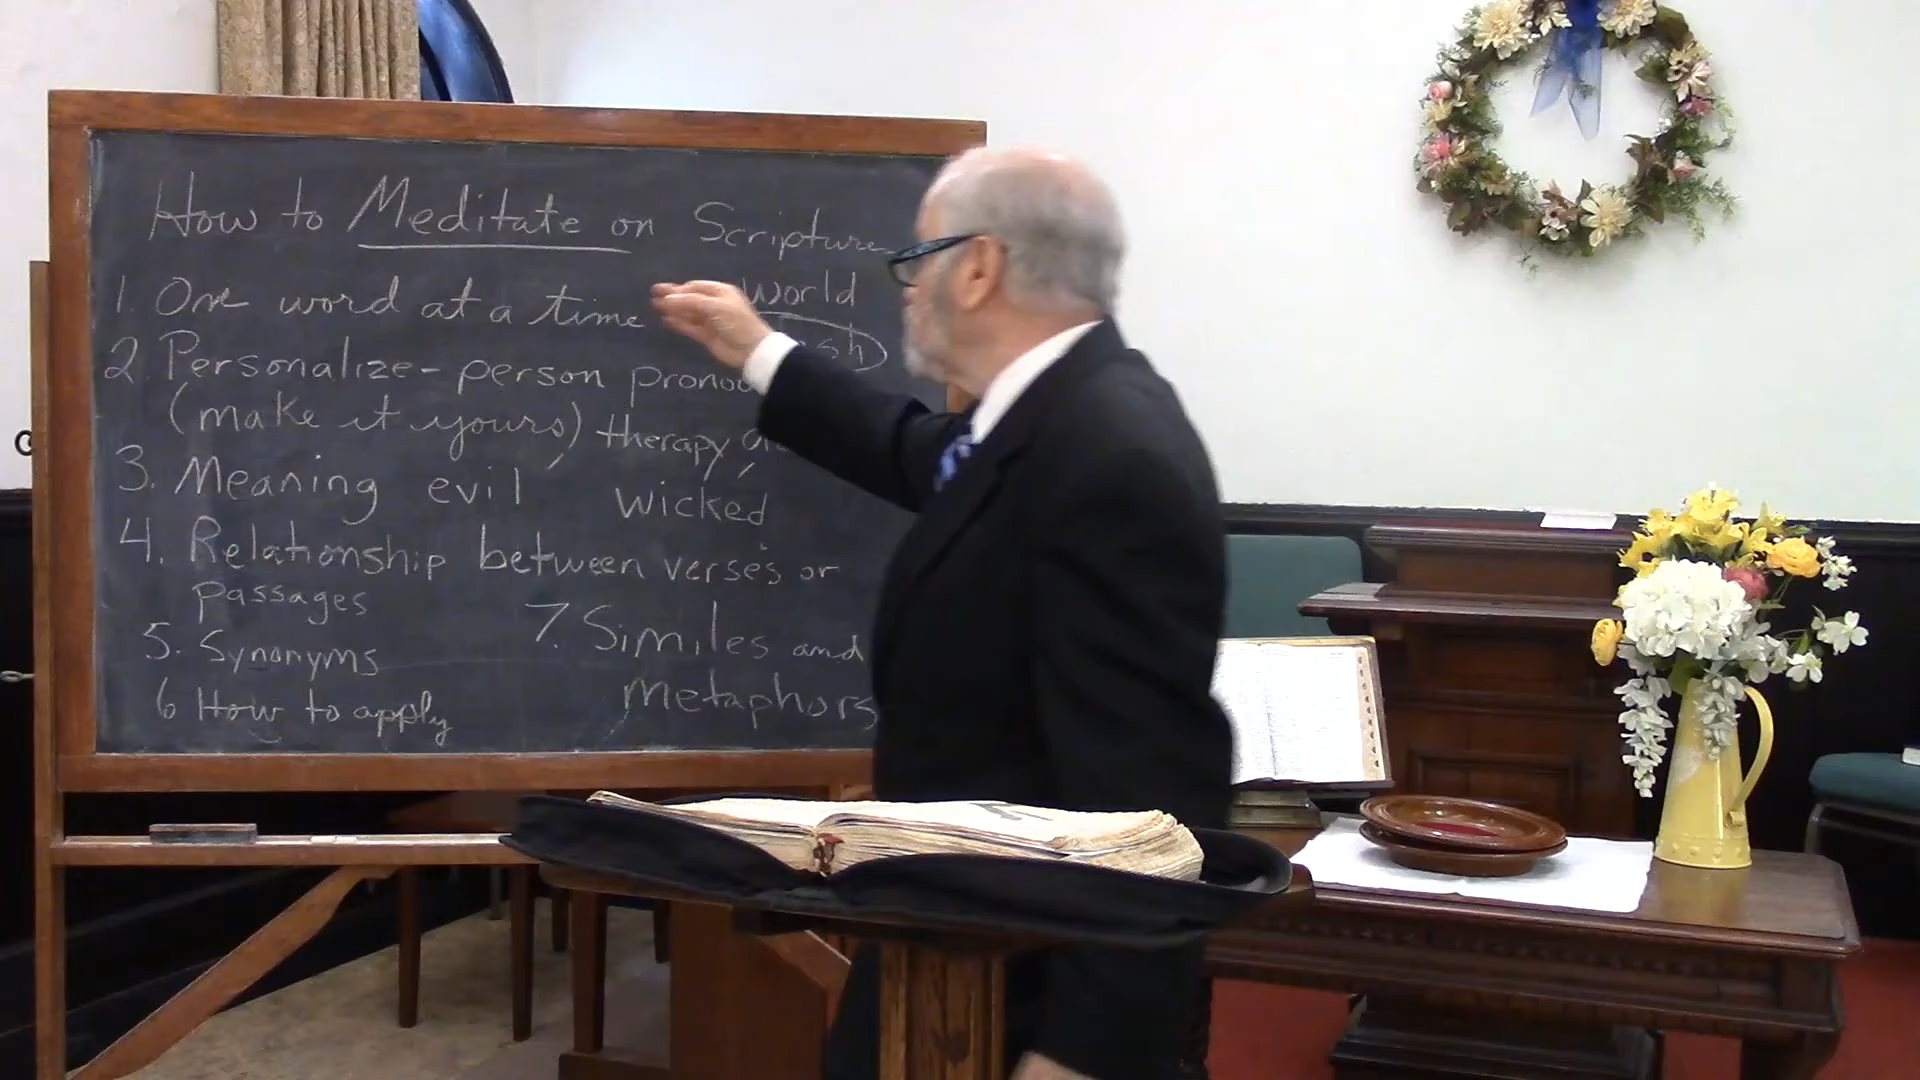 How to Meditate on Scripture
1. One word at a time world
2. Personalize - person
(make it yours) therapy
3. Meaning evil wicked
4. Relationship between verses or
passages
5. Synonyms
6 How to apply
7. Similes and
metaphors